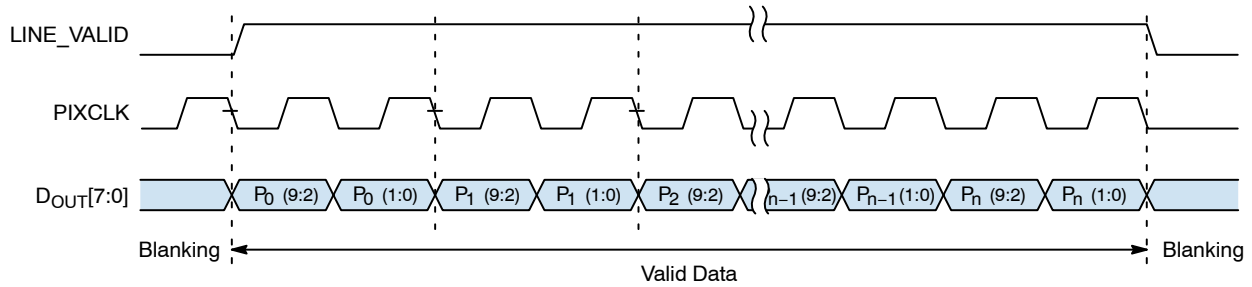 LINE_VALID
PIXCLK
DOUT[7:0]
P0 (9:2) P0 (1:0) P1 (9:2) P1 (1:0) P2 (9:2) n−1 (9:2) Pn−1 (1:0) Pn (9:2) Pn (1:0)
Blanking Blanking
Valid Data